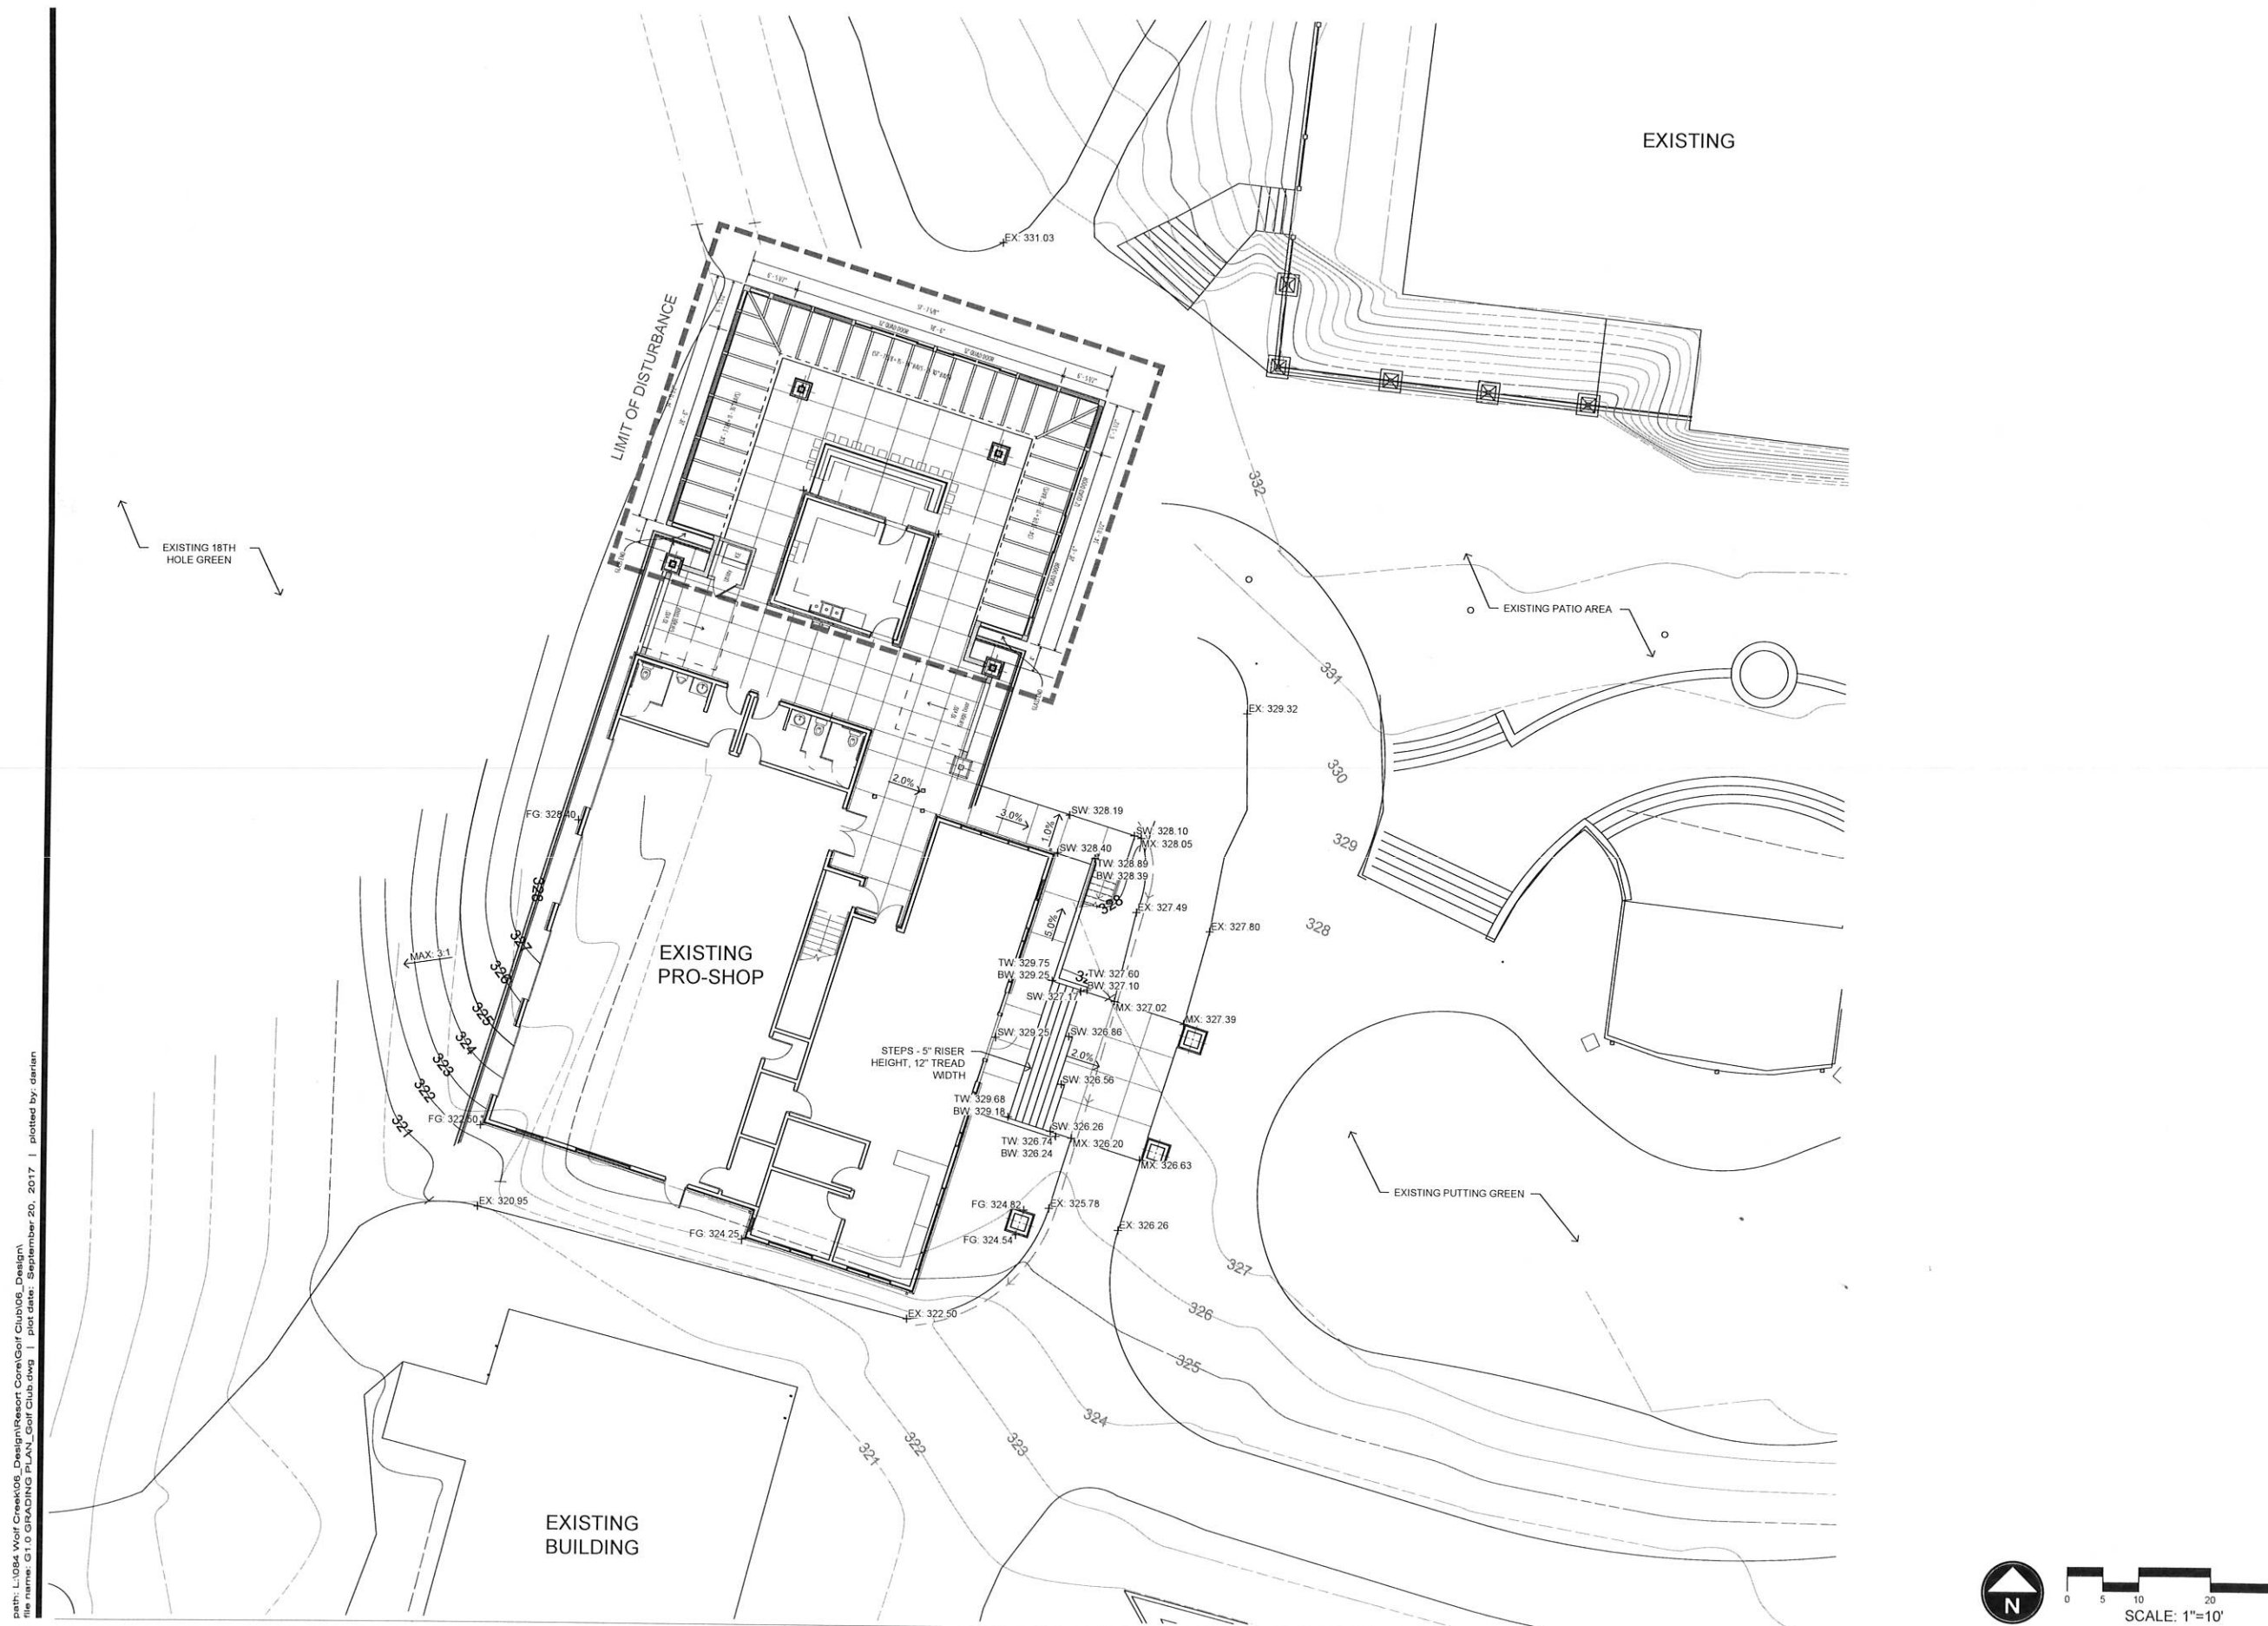 EXISTING
EX: 331.03
LIMIT OF DISTURBANCE
332
EXISTING 18TH
HOLE GREEN
EXISTING PATIO AREA
331
EX: 329.32
330
2.0%
3.0%
1.0%
SW: 328.19
SW: 328.10
MX: 328.05
FG: 328.40
SW: 328.40
329
TW: 328.89
BW: 328.39
328
328
EX: 327.49
5.0%
EX: 327.80
328
327
EXISTING
PRO-SHOP
MAX: 3:1
326
TW: 329.75
BW: 329.25
TW: 327.60
BW: 327.10
SW: 327.17
MX: 327.02
325
MX: 327.39
324
SW: 329.25
SW: 326.86
STEPS - 5" RISER
HEIGHT, 12" TREAD
WIDTH
2.0%
323
SW: 326.56
322
TW: 329.68
BW: 329.18
FG: 322.50
321
SW: 326.26
TW: 326.74
BW: 326.24
MX: 326.20
MX: 326.63
EXISTING PUTTING GREEN
EX: 320.95
FG: 324.82
EX: 325.78
EX: 326.26
FG: 324.25
FG: 324.54
327
EX: 322.50
326
325
324
321
322
323
EXISTING
BUILDING
N
0 5 10 20
SCALE: 1"=10'
path: L:\084 Wolf Creek\06_Design\Resort Core\Golf Club\06_Design\
file name: G1.0 GRADING PLAN_Golf Club.dwg | plot date: September 20, 2017 | plotted by: darian